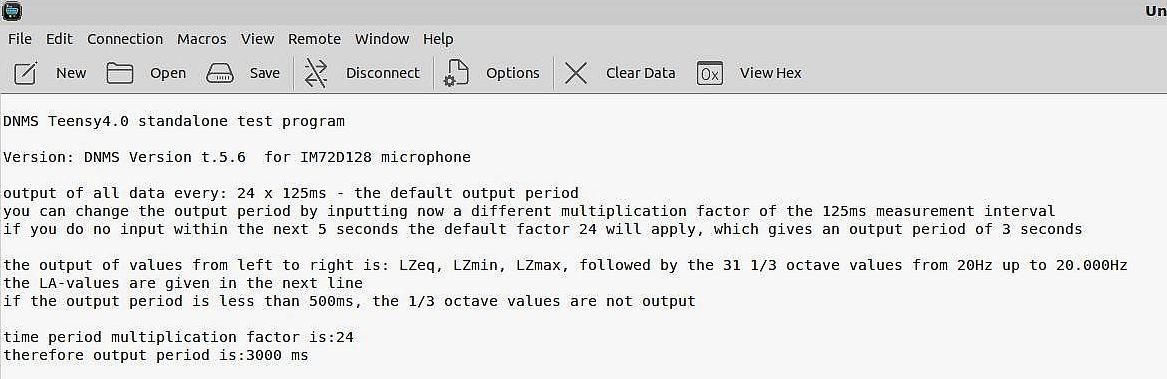 Un
File Edit Connection Macros View Remote Window Help
New Open Save Disconnect Options Clear Data 0x View Hex
DNMS Teensy4.0 standalone test program
Version: DNMS Version t.5.6  for IM72D128 microphone
output of all data every: 24 x 125ms - the default output period
you can change the output period by inputting now a different multiplication factor of the 125ms measurement interval
if you do no input within the next 5 seconds the default factor 24 will apply, which gives an output period of 3 seconds
the output of values from left to right is: LZeq, LZmin, LZmax, followed by the 31 1/3 octave values from 20Hz up to 20.000Hz
the LA-values are given in the next line
if the output period is less than 500ms, the 1/3 octave values are not output
time period multiplication factor is:24
therefore output period is:3000 ms